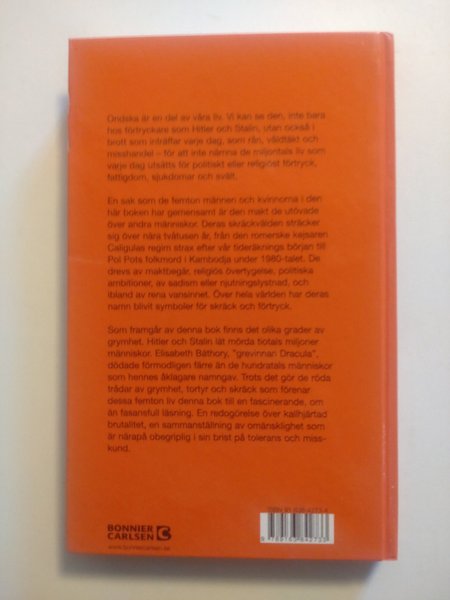 Ondska är en del av våra liv. Vi kan se den, inte bara
hos förtryckare som Hitler och Stalin, utan också i
brott som inträffar varje dag, som rån, våldtäkt och
misshandel – för att inte nämna de miljontals liv som
varje dag utsätts för politiskt eller religiöst förtryck,
fattigdom, sjukdomar och svält.
En sak som de femton männen och kvinnorna i den
här boken har gemensamt är den makt de utövade
över andra människor. Deras skräckvälden sträcker
sig över nära tvåtusen år, från den romerske kejsaren
Caligulas regim strax efter vår tideräknings början till
Pol Pots folkmord i Kambodja under 1980-talet. De
drevs av maktbegär, religiös övertygelse, politiska
ambitioner, av sadism eller njutningslystnad, och
ibland av rena vansinnet. Över hela världen har deras
namn blivit symboler för skräck och förtryck.
Som framgår av denna bok finns det olika grader av
grymhet. Hitler och Stalin lät mörda tiotals miljoner
människor. Elisabeth Báthory, "grevinnan Dracula",
dödade förmodligen färre än de hundratals människor
som hennes åklagare namngav. Trots det gör de röda
trådar av grymhet, tortyr och skräck som förenar
dessa femton liv denna bok till en fascinerande, om
än fasansfull läsning. En redogörelse över kallhjärtad
brutalitet, en sammanställning av omänsklighet som
är närapå obegriplig i sin brist på tolerans och miss-
kund.
BONNIER
CARLSEN
www.bonniercarlsen.se
ISBN